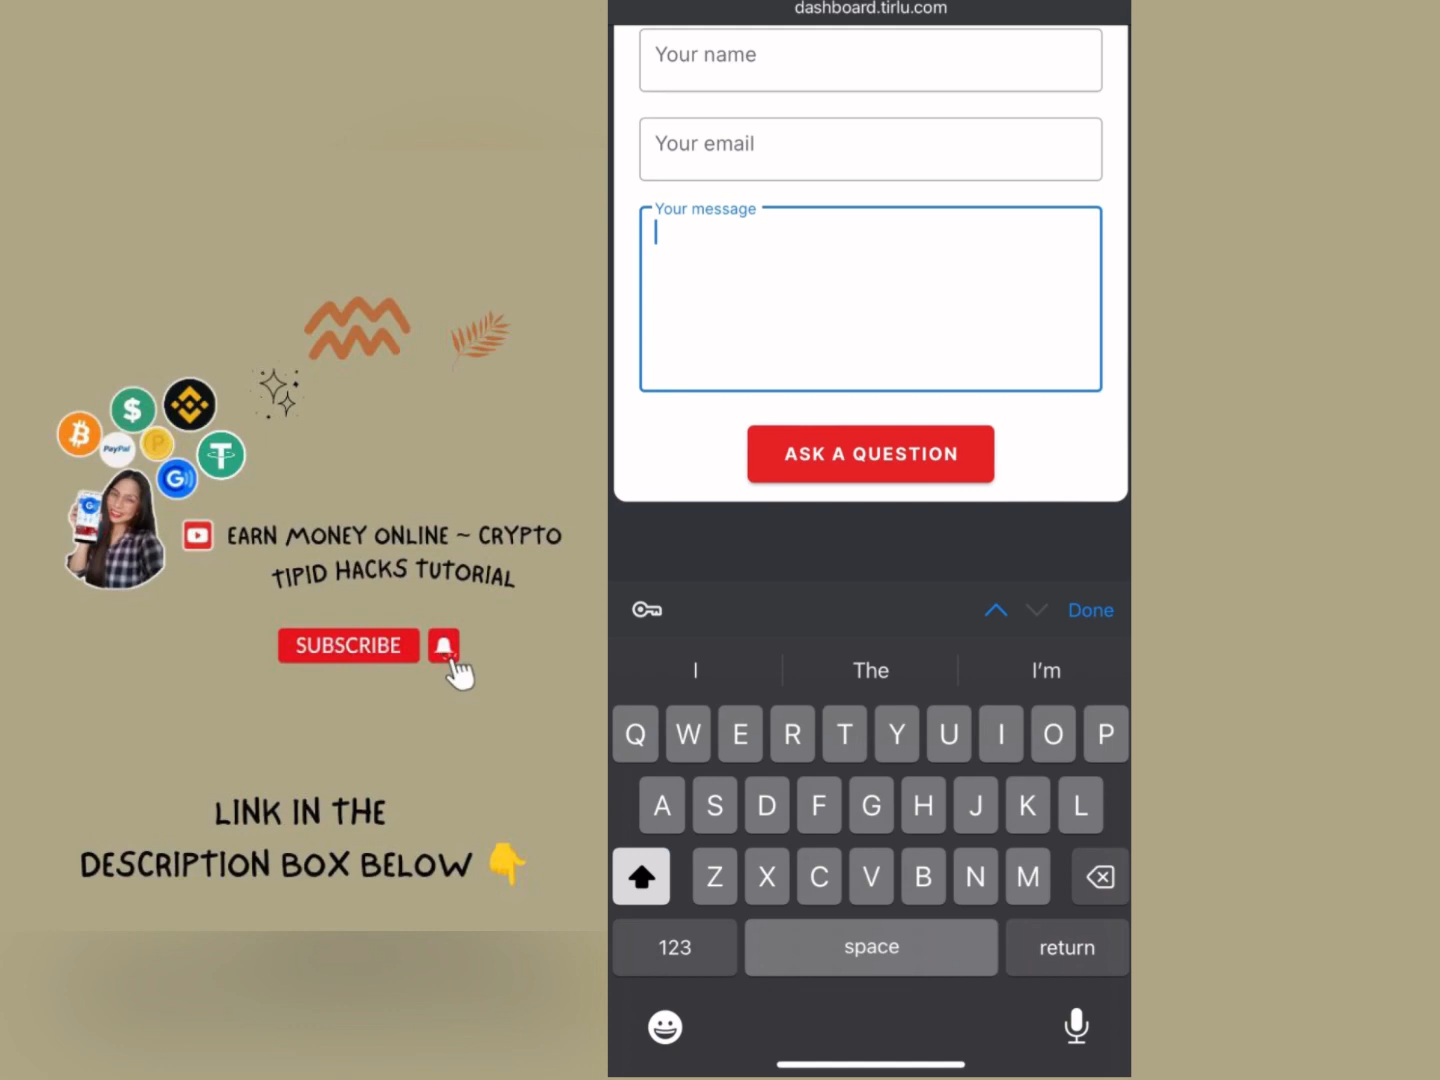 PayPal
EARN MONEY ONLINE ~ CRYPTO
TIPID HACKS TUTORIAL
SUBSCRIBE
LINK IN THE
DESCRIPTION BOX BELOW 👇
dashboard.tirlu.com
Your name
Your email
Your message
ASK A QUESTION
Done
I The I'm
Q W E R T Y U I O P
A S D F G H J K L
Z X C V B N M
123 space return